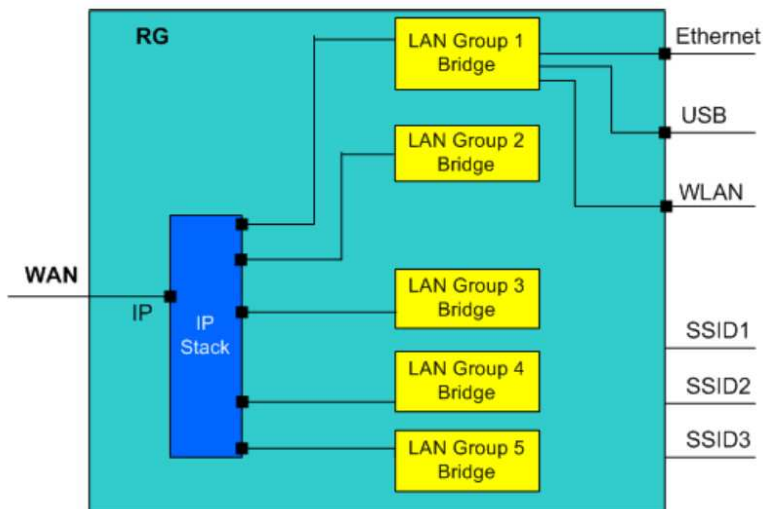 RG
LAN Group 1
Bridge
Ethernet
USB
LAN Group 2
Bridge
WLAN
WAN
IP
IP
Stack
LAN Group 3
Bridge
SSID1
LAN Group 4
Bridge
SSID2
LAN Group 5
Bridge
SSID3